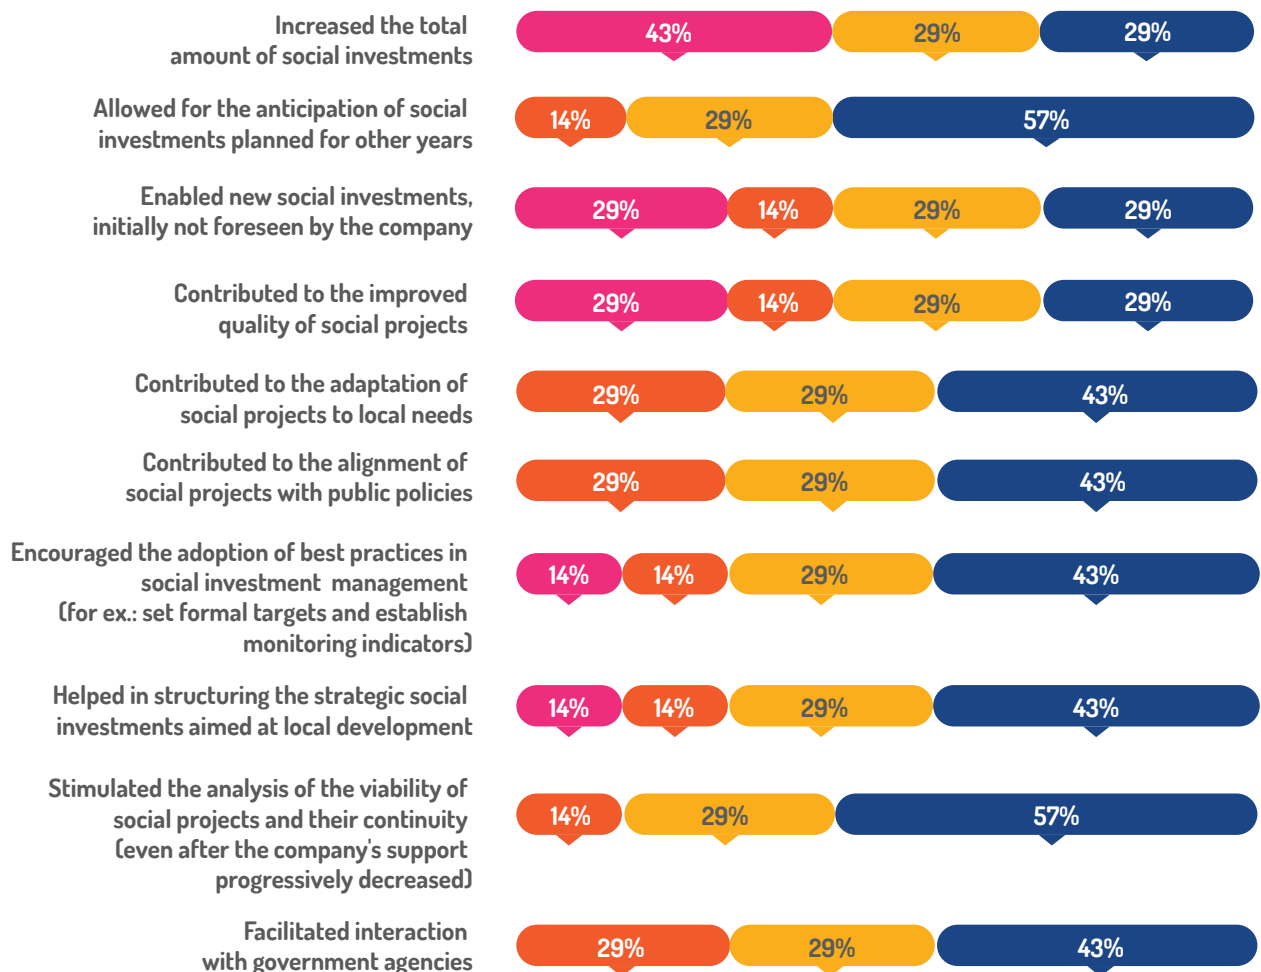 Increased the total
amount of social investments
43% 29% 29%
Allowed for the anticipation of social
investments planned for other years
14% 29% 57%
Enabled new social investments,
initially not foreseen by the company
29% 14% 29% 29%
Contributed to the improved
quality of social projects
29% 14% 29% 29%
Contributed to the adaptation of
social projects to local needs
29% 29% 43%
Contributed to the alignment of
social projects with public policies
29% 29% 43%
Encouraged the adoption of best practices in
social investment management
(for ex.: set formal targets and establish
monitoring indicators)
14% 14% 29% 43%
Helped in structuring the strategic social
investments aimed at local development
14% 14% 29% 43%
Stimulated the analysis of the viability of
social projects and their continuity
(even after the company's support
progressively decreased)
14% 29% 57%
Facilitated interaction
with government agencies
29% 29% 43%